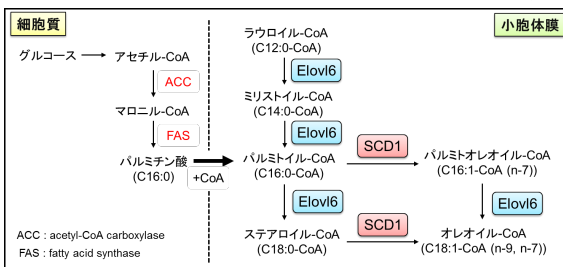 細胞質
小胞体膜
グルコース
アセチル-CoA
ACC
マロニル-CoA
FAS
パルミチン酸
(C16:0)
+CoA
ラウロイル-CoA
(C12:0-CoA)
Elovl6
ミリストイル-CoA
(C14:0-CoA)
Elovl6
パルミトイル-CoA
(C16:0-CoA)
SCD1
パルミトオレオイル-CoA
(C16:1-CoA (n-7))
Elovl6
Elovl6
ステアロイル-CoA
(C18:0-CoA)
SCD1
オレオイル-CoA
(C18:1-CoA (n-9, n-7))
ACC : acetyl-CoA carboxylase
FAS : fatty acid synthase